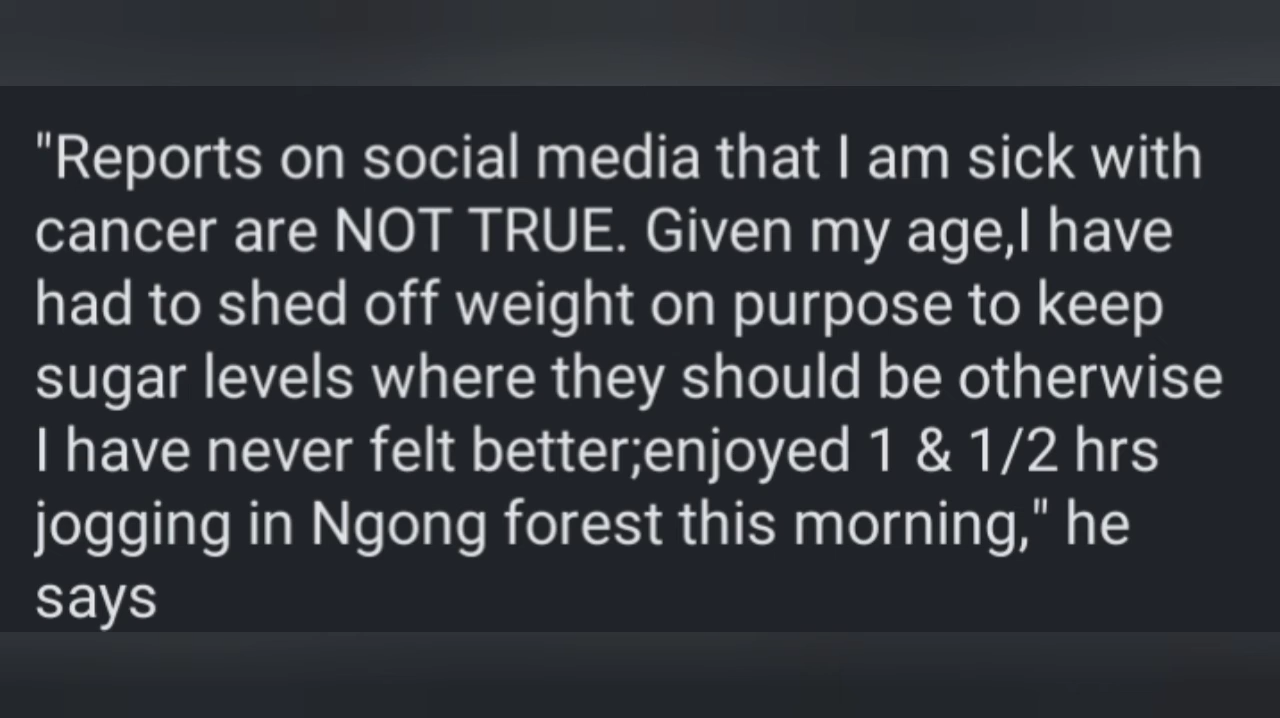 "Reports on social media that I am sick with
cancer are NOT TRUE. Given my age,I have
had to shed off weight on purpose to keep
sugar levels where they should be otherwise
I have never felt better;enjoyed 1 & 1/2 hrs
jogging in Ngong forest this morning," he
says